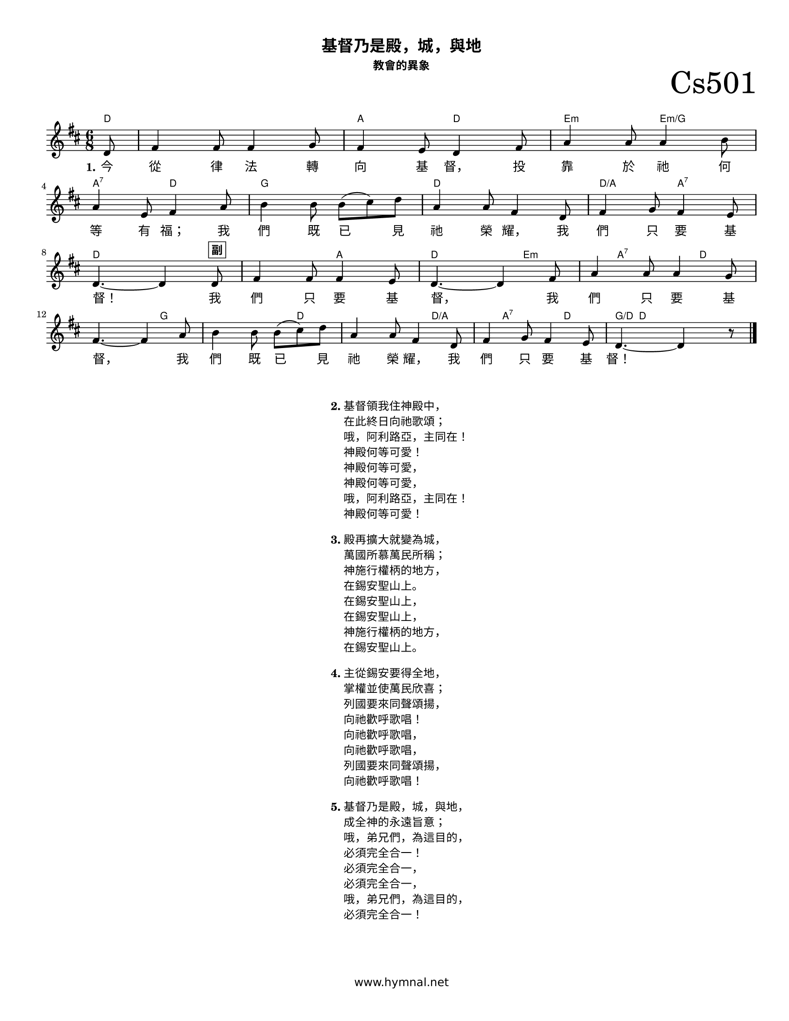 基督乃是殿，城，與地
教會的異象
Cs501
D A D Em Em/G
6 8
1. 今 從 律 法 轉 向 基 督， 投 靠 於 祂 何
4 A7 D G D D/A A7
等 有 福； 我 們 既 已 見 祂 榮 耀， 我 們 只 要 基
8 D 副 A D Em A7 D
督！ 我 們 只 要 基 督， 我 們 只 要 基
12 G D D/A A7 D G/D D
督， 我 們 既 已 見 祂 榮 耀， 我 們 只 要 基 督！
2. 基督領我住神殿中，
在此終日向祂歌頌；
哦，阿利路亞，主同在！
神殿何等可愛！
神殿何等可愛，
神殿何等可愛，
哦，阿利路亞，主同在！
神殿何等可愛！
3. 殿再擴大就變為城，
萬國所慕萬民所稱；
神施行權柄的地方，
在錫安聖山上。
在錫安聖山上，
在錫安聖山上，
神施行權柄的地方，
在錫安聖山上。
4. 主從錫安要得全地，
掌權並使萬民欣喜；
列國要來同聲頌揚，
向祂歡呼歌唱！
向祂歡呼歌唱，
向祂歡呼歌唱，
列國要來同聲頌揚，
向祂歡呼歌唱！
5. 基督乃是殿，城，與地，
成全神的永遠旨意；
哦，弟兄們，為這目的，
必須完全合一！
必須完全合一，
必須完全合一，
哦，弟兄們，為這目的，
必須完全合一！
www.hymnal.net